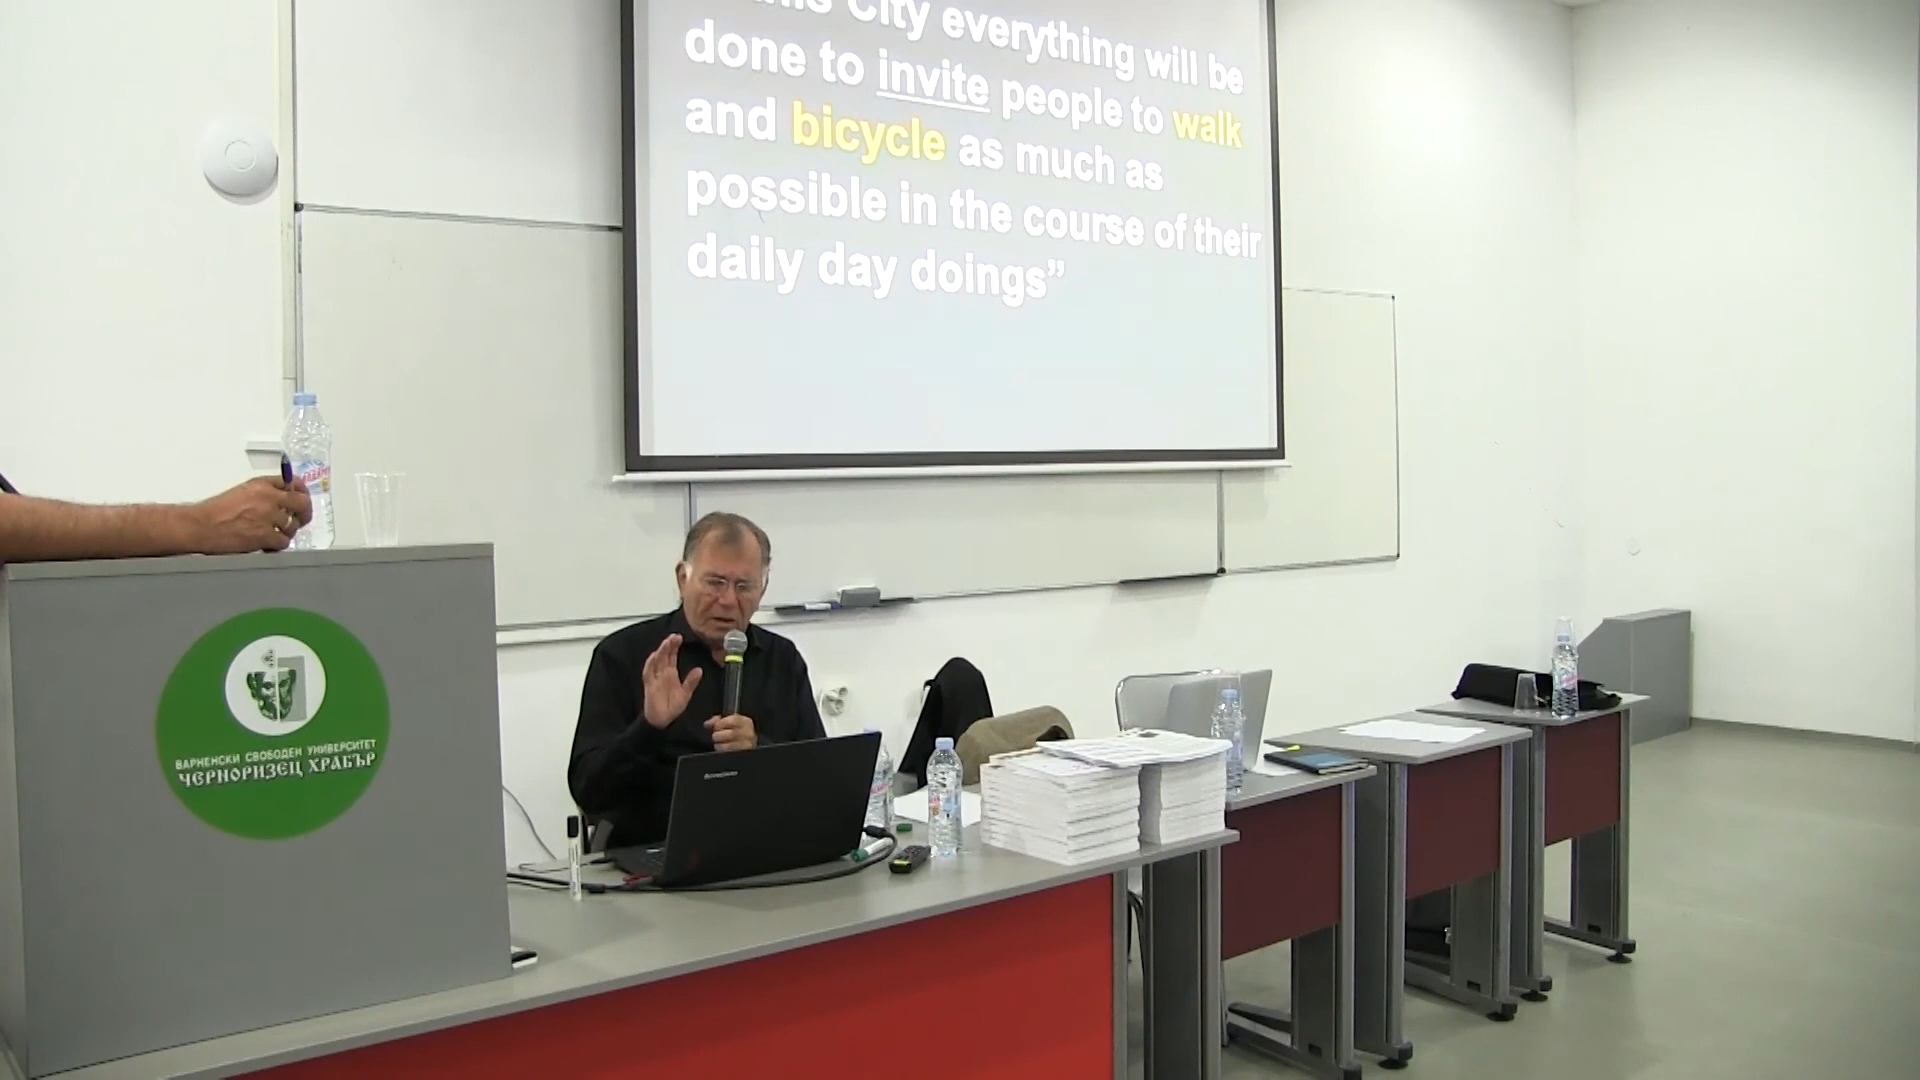 City everything will be
done to invite people to walk
and bicycle as much as
possible in the course of their
daily day doings”
ВАРНЕНСКИ СВОБОДЕН УНИВЕРСИТЕТ
ЧЕРНОРИЗЕЦ ХРАБЪР
lenovo